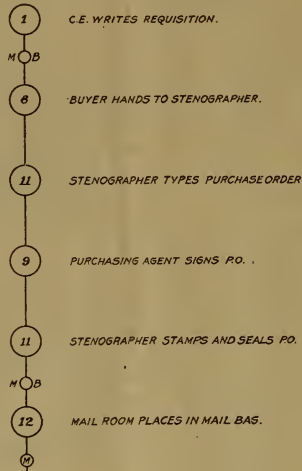 1 C.E. WRITES REQUISITION.
M B
8 BUYER HANDS TO STENOGRAPHER.
11 STENOGRAPHER TYPES PURCHASE ORDER
9 PURCHASING AGENT SIGNS P.O.
11 STENOGRAPHER STAMPS AND SEALS P.O.
M B
12 MAIL ROOM PLACES IN MAIL BAS.
M